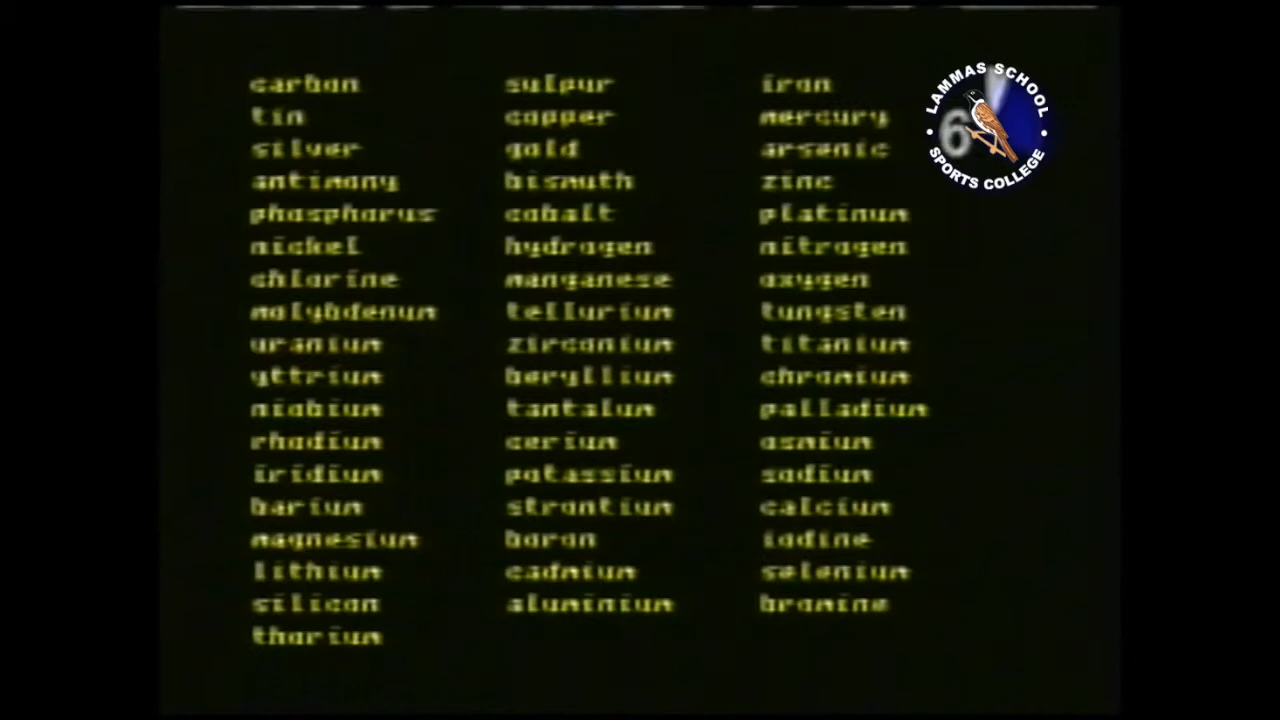 carbon sulpur iron
tin copper mercury
silver gold arsenic
antimony bismuth zinc
phosphorus cobalt platinum
nickel hydrogen nitrogen
chlorine manganese oxygen
molybdenum tellurium tungsten
uranium zirconium titanium
yttrium beryllium chromium
niobium tantalum palladium
rhodium cerium osmium
iridium potassium sodium
barium strontium calcium
magnesium boron iodine
lithium cadmium selenium
silicon aluminium bromine
thorium
LAMMAS SCHOOL
6
SPORTS COLLEGE